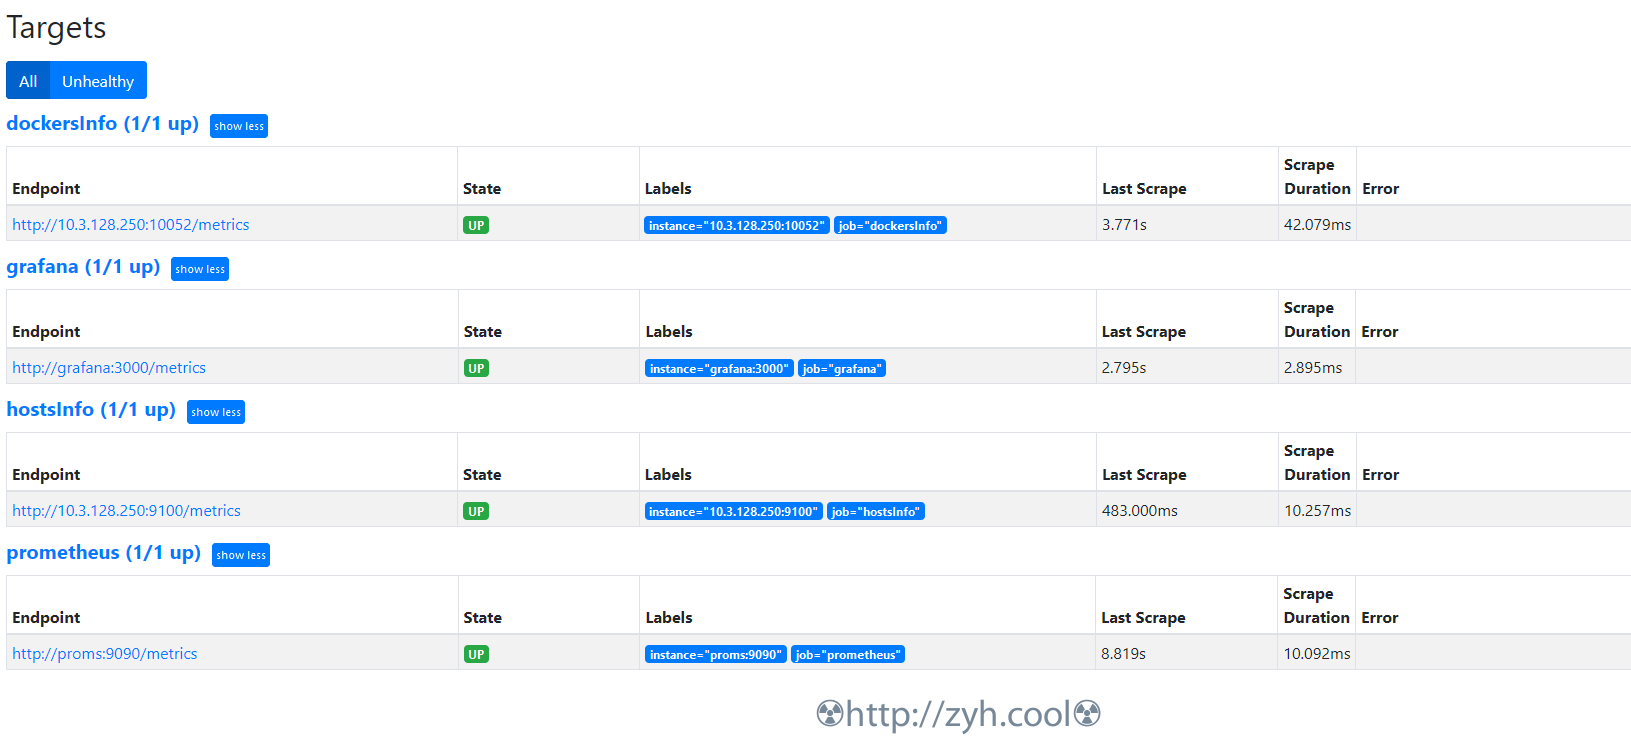 Targets
All Unhealthy
dockersInfo (1/1 up) show less
Endpoint State Labels Last Scrape Scrape Duration Error
http://10.3.128.250:10052/metrics UP instance="10.3.128.250:10052" job="dockersInfo" 3.771s 42.079ms
grafana (1/1 up) show less
Endpoint State Labels Last Scrape Scrape Duration Error
http://grafana:3000/metrics UP instance="grafana:3000" job="grafana" 2.795s 2.895ms
hostsInfo (1/1 up) show less
Endpoint State Labels Last Scrape Scrape Duration Error
http://10.3.128.250:9100/metrics UP instance="10.3.128.250:9100" job="hostsInfo" 483.000ms 10.257ms
prometheus (1/1 up) show less
Endpoint State Labels Last Scrape Scrape Duration Error
http://proms:9090/metrics UP instance="proms:9090" job="prometheus" 8.819s 10.092ms
☢http://zyh.cool☢